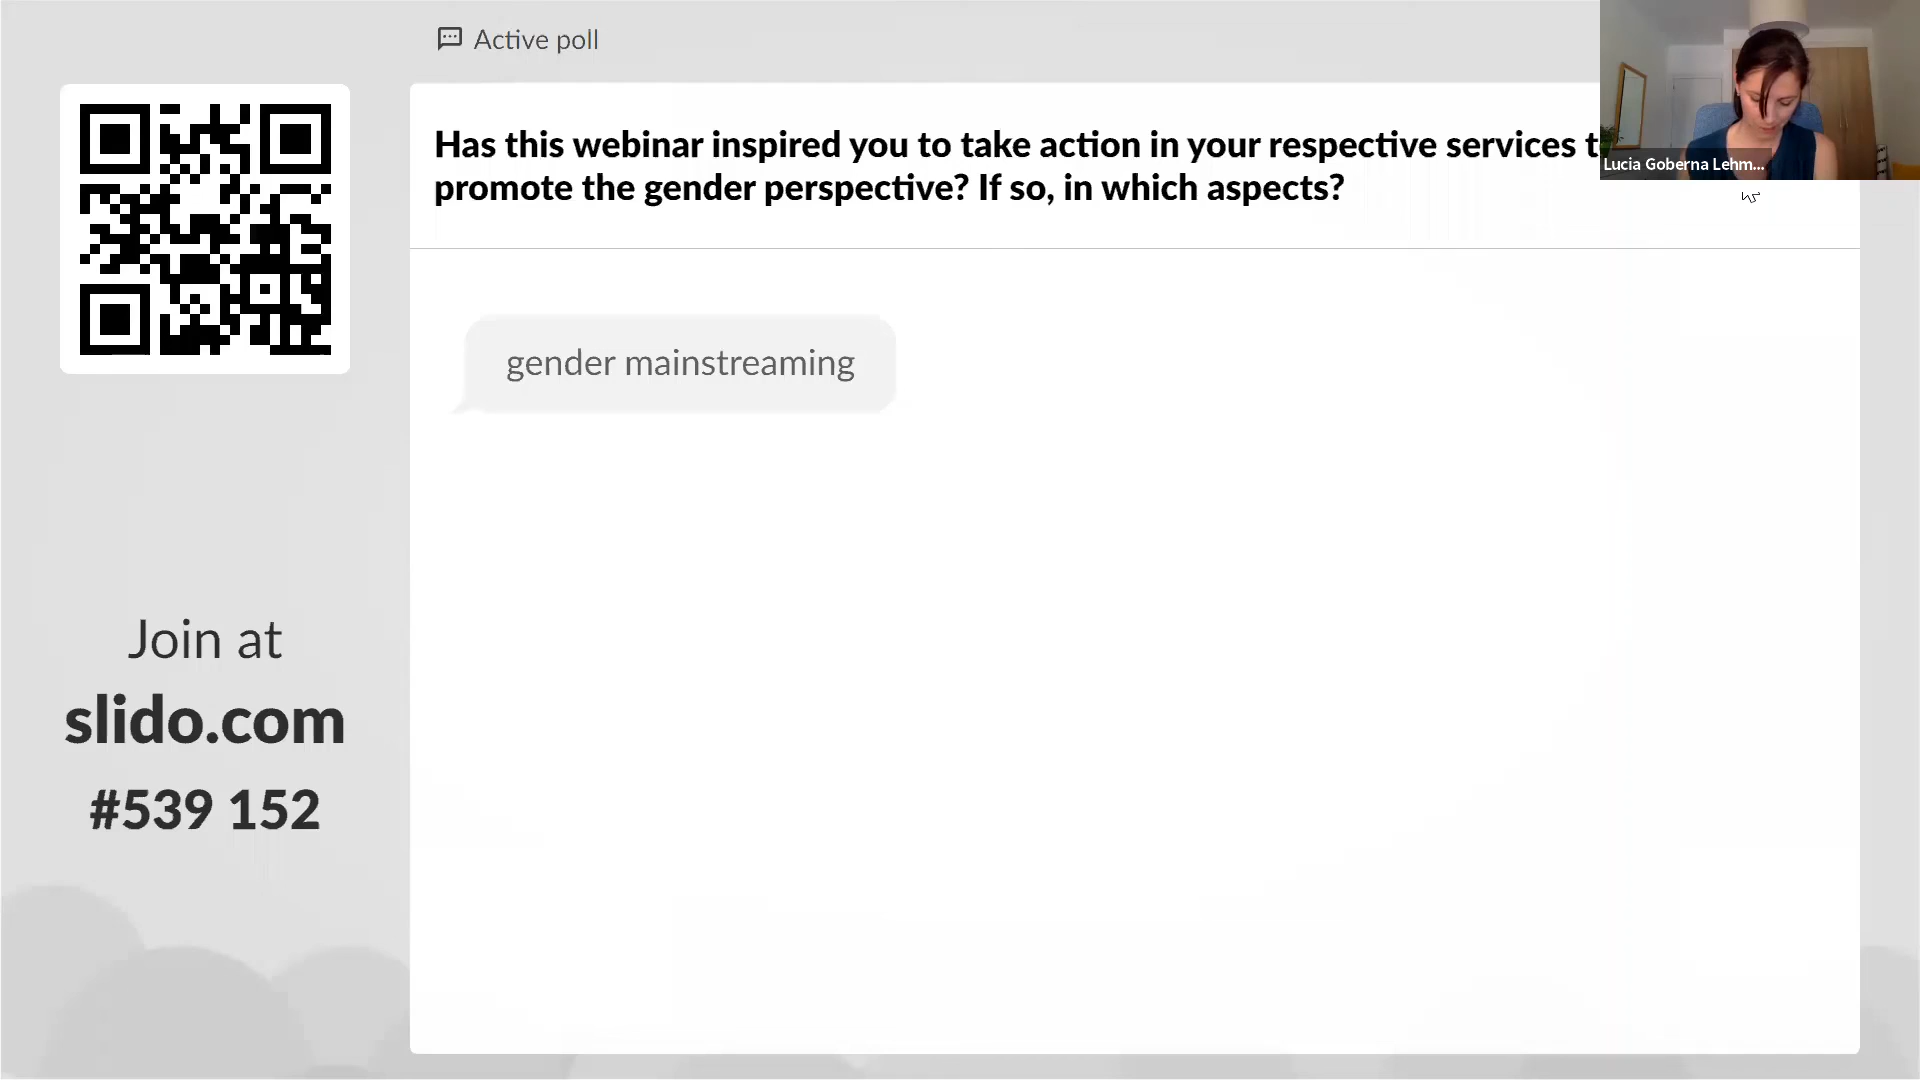 Active poll
Has this webinar inspired you to take action in your respective services
promote the gender perspective? If so, in which aspects?
Lucia Goberna Lehm...
gender mainstreaming
Join at
slido.com
#539 152